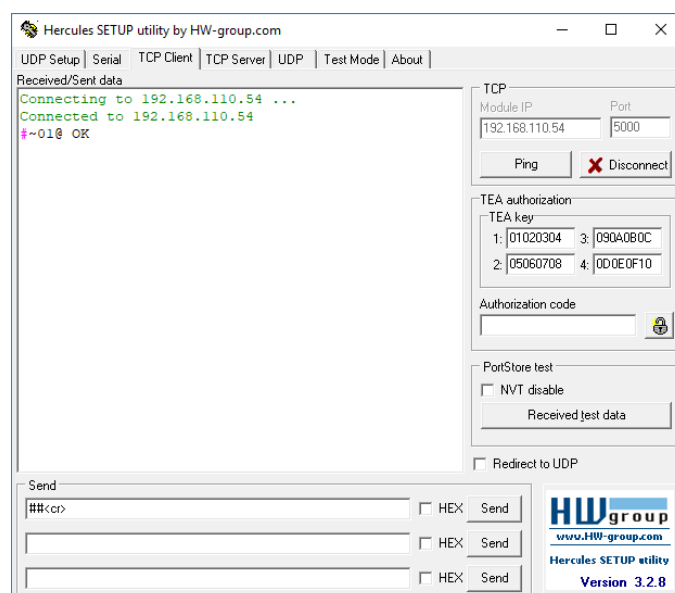 Hercules SETUP utility by HW-group.com
UDP Setup Serial TCP Client TCP Server UDP Test Mode About
Received/Sent data
Connecting to 192.168.110.54 ...
Connected to 192.168.110.54
#~01@ OK
TCP
Module IP Port
192.168.110.54 5000
Ping Disconnect
TEA authorization
TEA key
1: 01020304 3: 090A0B0C
2: 05060708 4: 0D0E0F10
Authorization code
PortStore test
NVT disable
Received test data
Redirect to UDP
Send
##<cr> HEX Send
HEX Send
HEX Send
HW group
www.HW-group.com
Hercules SETUP utility
Version 3.2.8